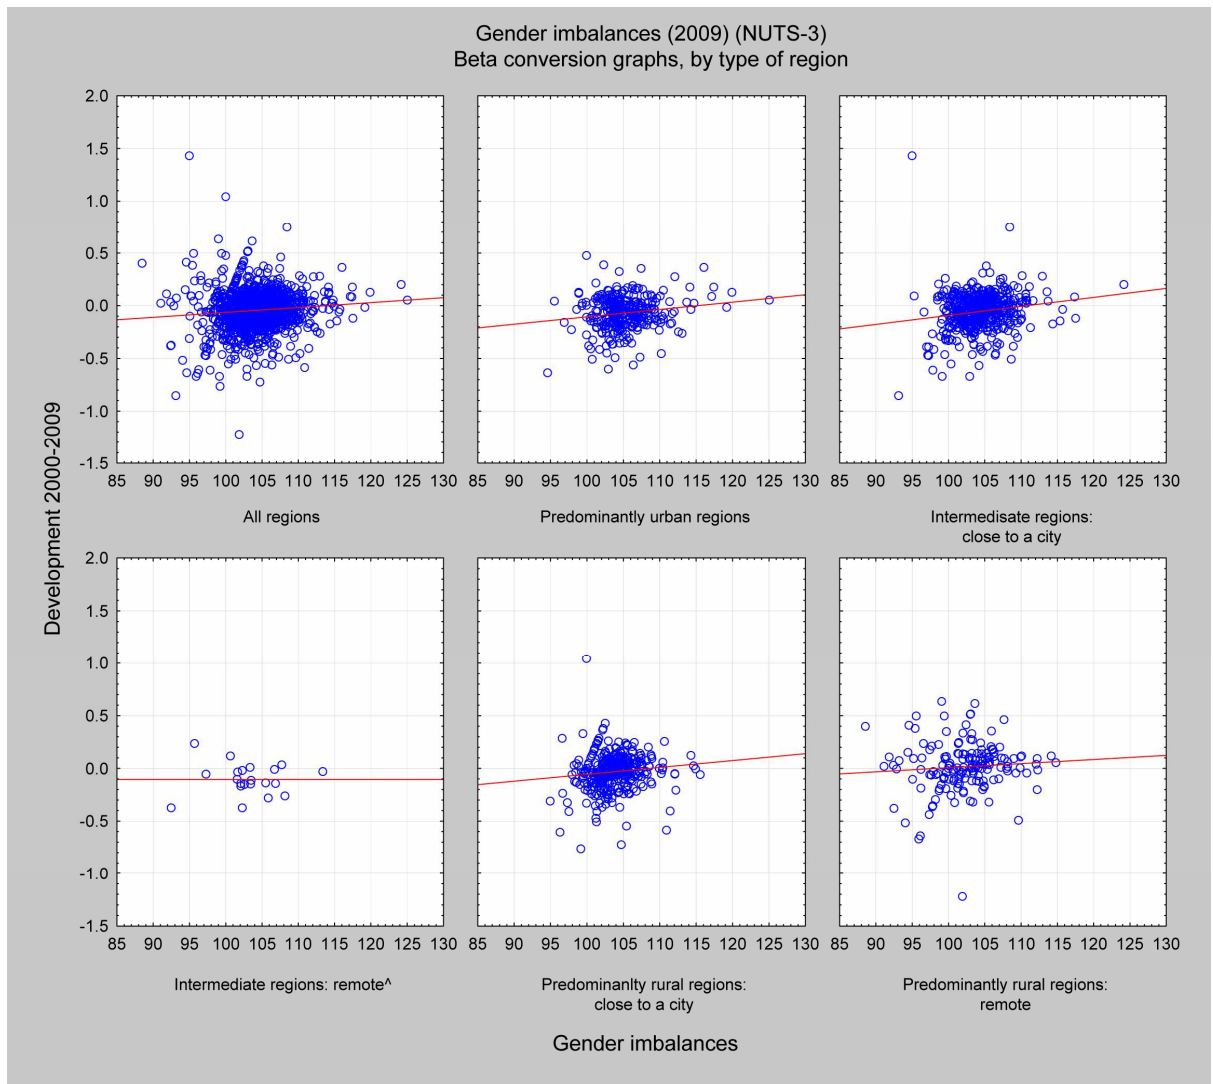 Gender imbalances (2009) (NUTS-3)
Beta conversion graphs, by type of region
Development 2000-2009
2.0
1.5
1.0
0.5
0.0
-0.5
-1.0
-1.5
85 90 95 100 105 110 115 120 125 130
85 90 95 100 105 110 115 120 125 130
85 90 95 100 105 110 115 120 125 130
All regions
Predominantly urban regions
Intermedisate regions:
close to a city
2.0
1.5
1.0
0.5
0.0
-0.5
-1.0
-1.5
85 90 95 100 105 110 115 120 125 130
85 90 95 100 105 110 115 120 125 130
85 90 95 100 105 110 115 120 125 130
Intermediate regions: remote^
Predominanlty rural regions:
close to a city
Predominantly rural regions:
remote
Gender imbalances